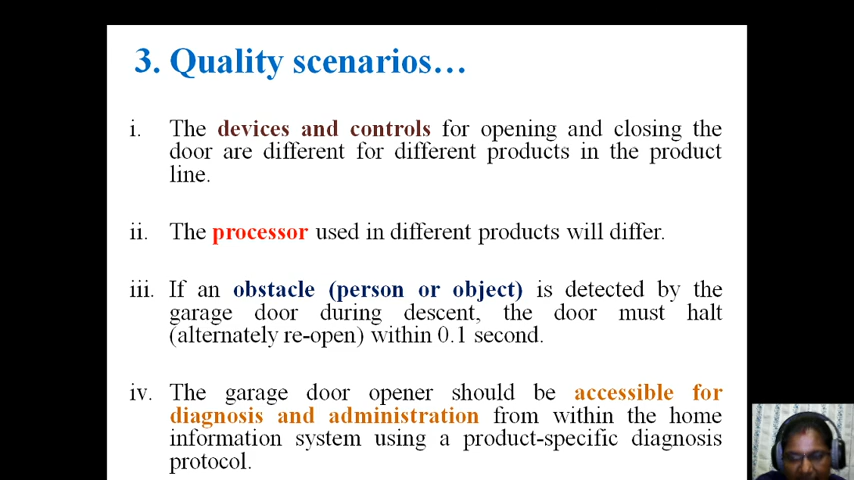 3. Quality scenarios…
i. The devices and controls for opening and closing the
door are different for different products in the product
line.
ii. The processor used in different products will differ.
iii. If an obstacle (person or object) is detected by the
garage door during descent, the door must halt
(alternately re-open) within 0.1 second.
iv. The garage door opener should be accessible for
diagnosis and administration from within the home
information system using a product-specific diagnosis
protocol.